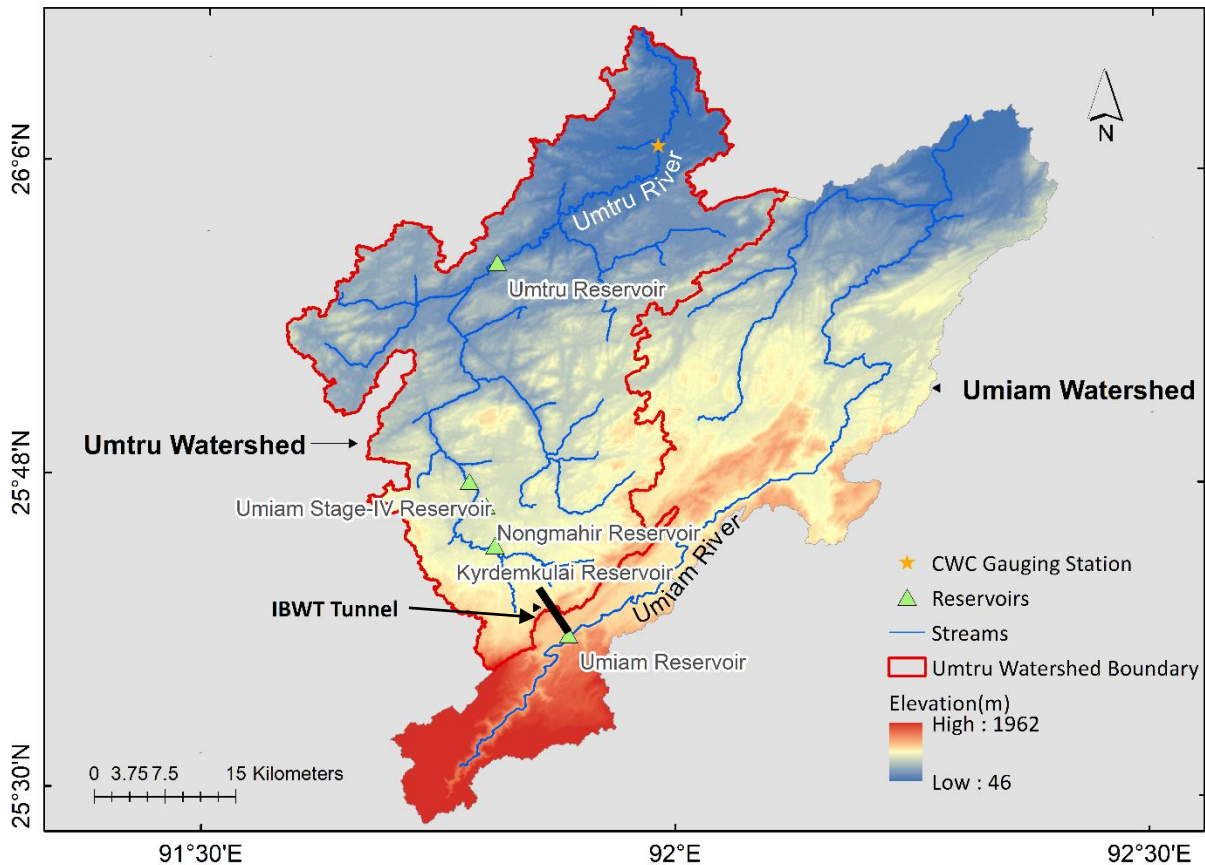 26°6'N
25°48'N
25°30'N
91°30'E
92°E
92°30'E
N
Umtru River
Umtru Reservoir
Umtru Watershed
Umiam Watershed
Umiam Stage-IV Reservoir
Nongmahir Reservoir
Kyrdemkulai Reservoir
IBWT Tunnel
Umiam River
Umiam Reservoir
CWC Gauging Station
Reservoirs
Streams
Umtru Watershed Boundary
Elevation(m)
High : 1962
Low : 46
0 3.75 7.5 15 Kilometers